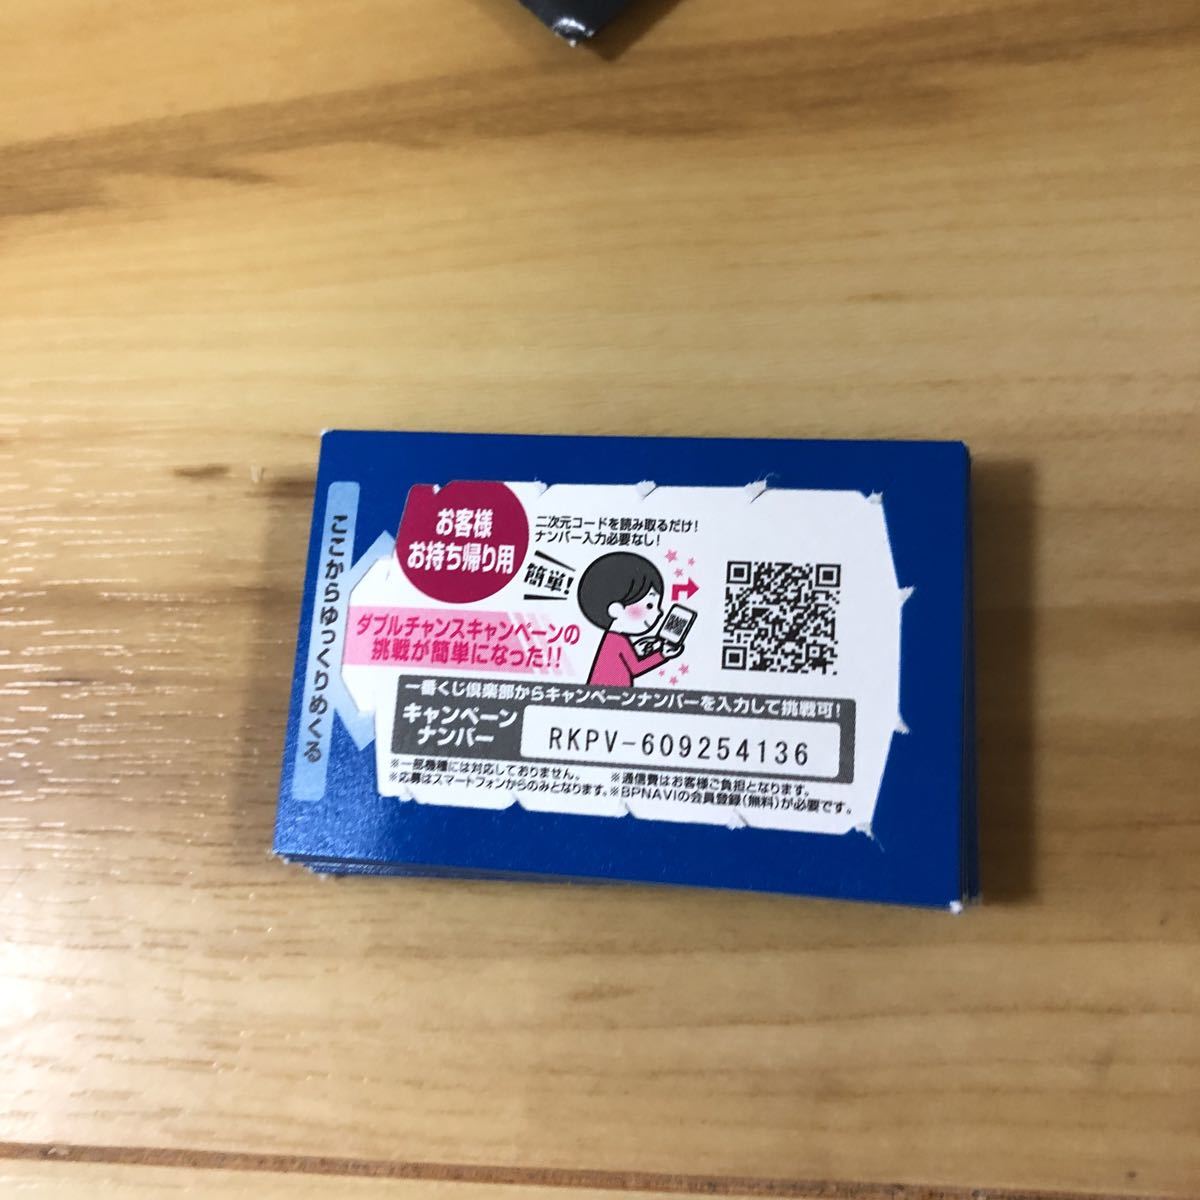 ここからゆっくりめくる
お客様
お持ち帰り用
二次元コードを読み取るだけ!
ナンバー入力必要なし!
簡単!
ダブルチャンスキャンペーンの
挑戦が簡単になった!!
一番くじ倶楽部からキャンペーンナンバーを入力して挑戦可!
キャンペーン
ナンバー
RKPV-609254136
※一部機種には対応しておりません。 ※通信費はお客様ご負担となります。
※応募はスマートフォンからのみとなります。※BPNAVIの会員登録(無料)が必要です。